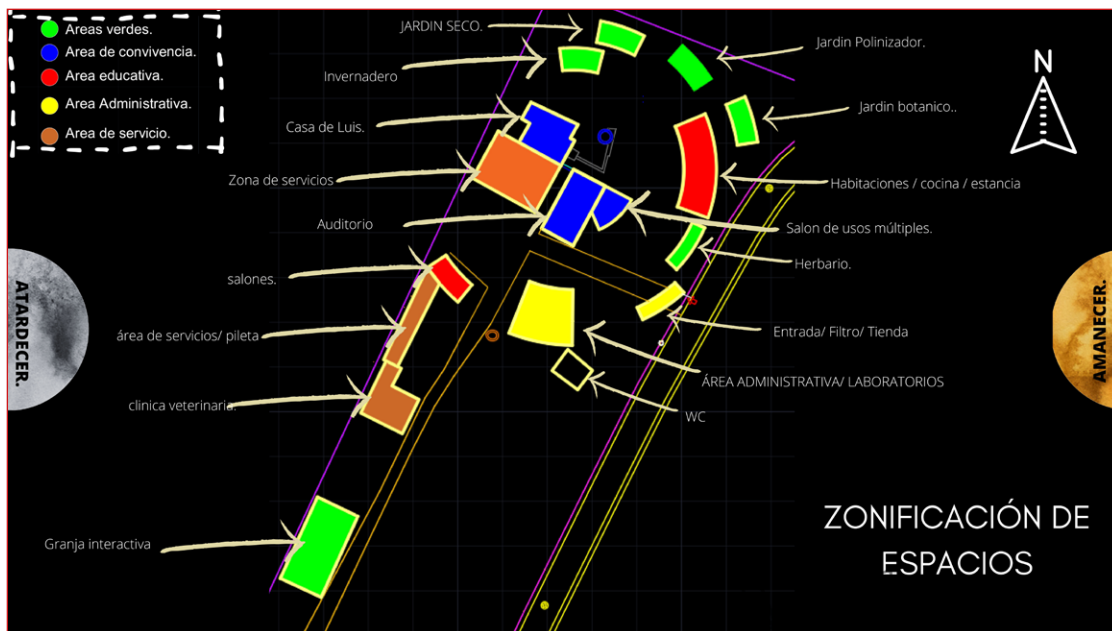 Areas verdes.
Area de convivencia.
Area educativa.
Area Administrativa.
Area de servicio.
JARDIN SECO.
Invernadero
Casa de Luis.
Zona de servicios
Auditorio
salones.
área de servicios/ pileta
clinica veterinaria.
Granja interactiva
Jardin Polinizador.
Jardin botanico..
Habitaciones / cocina / estancia
Salon de usos múltiples.
Herbario.
Entrada/ Filtro/ Tienda
ÁREA ADMINISTRATIVA/ LABORATORIOS
WC
N
ATARDECER.
AMANECER.
ZONIFICACIÓN DE
ESPACIOS